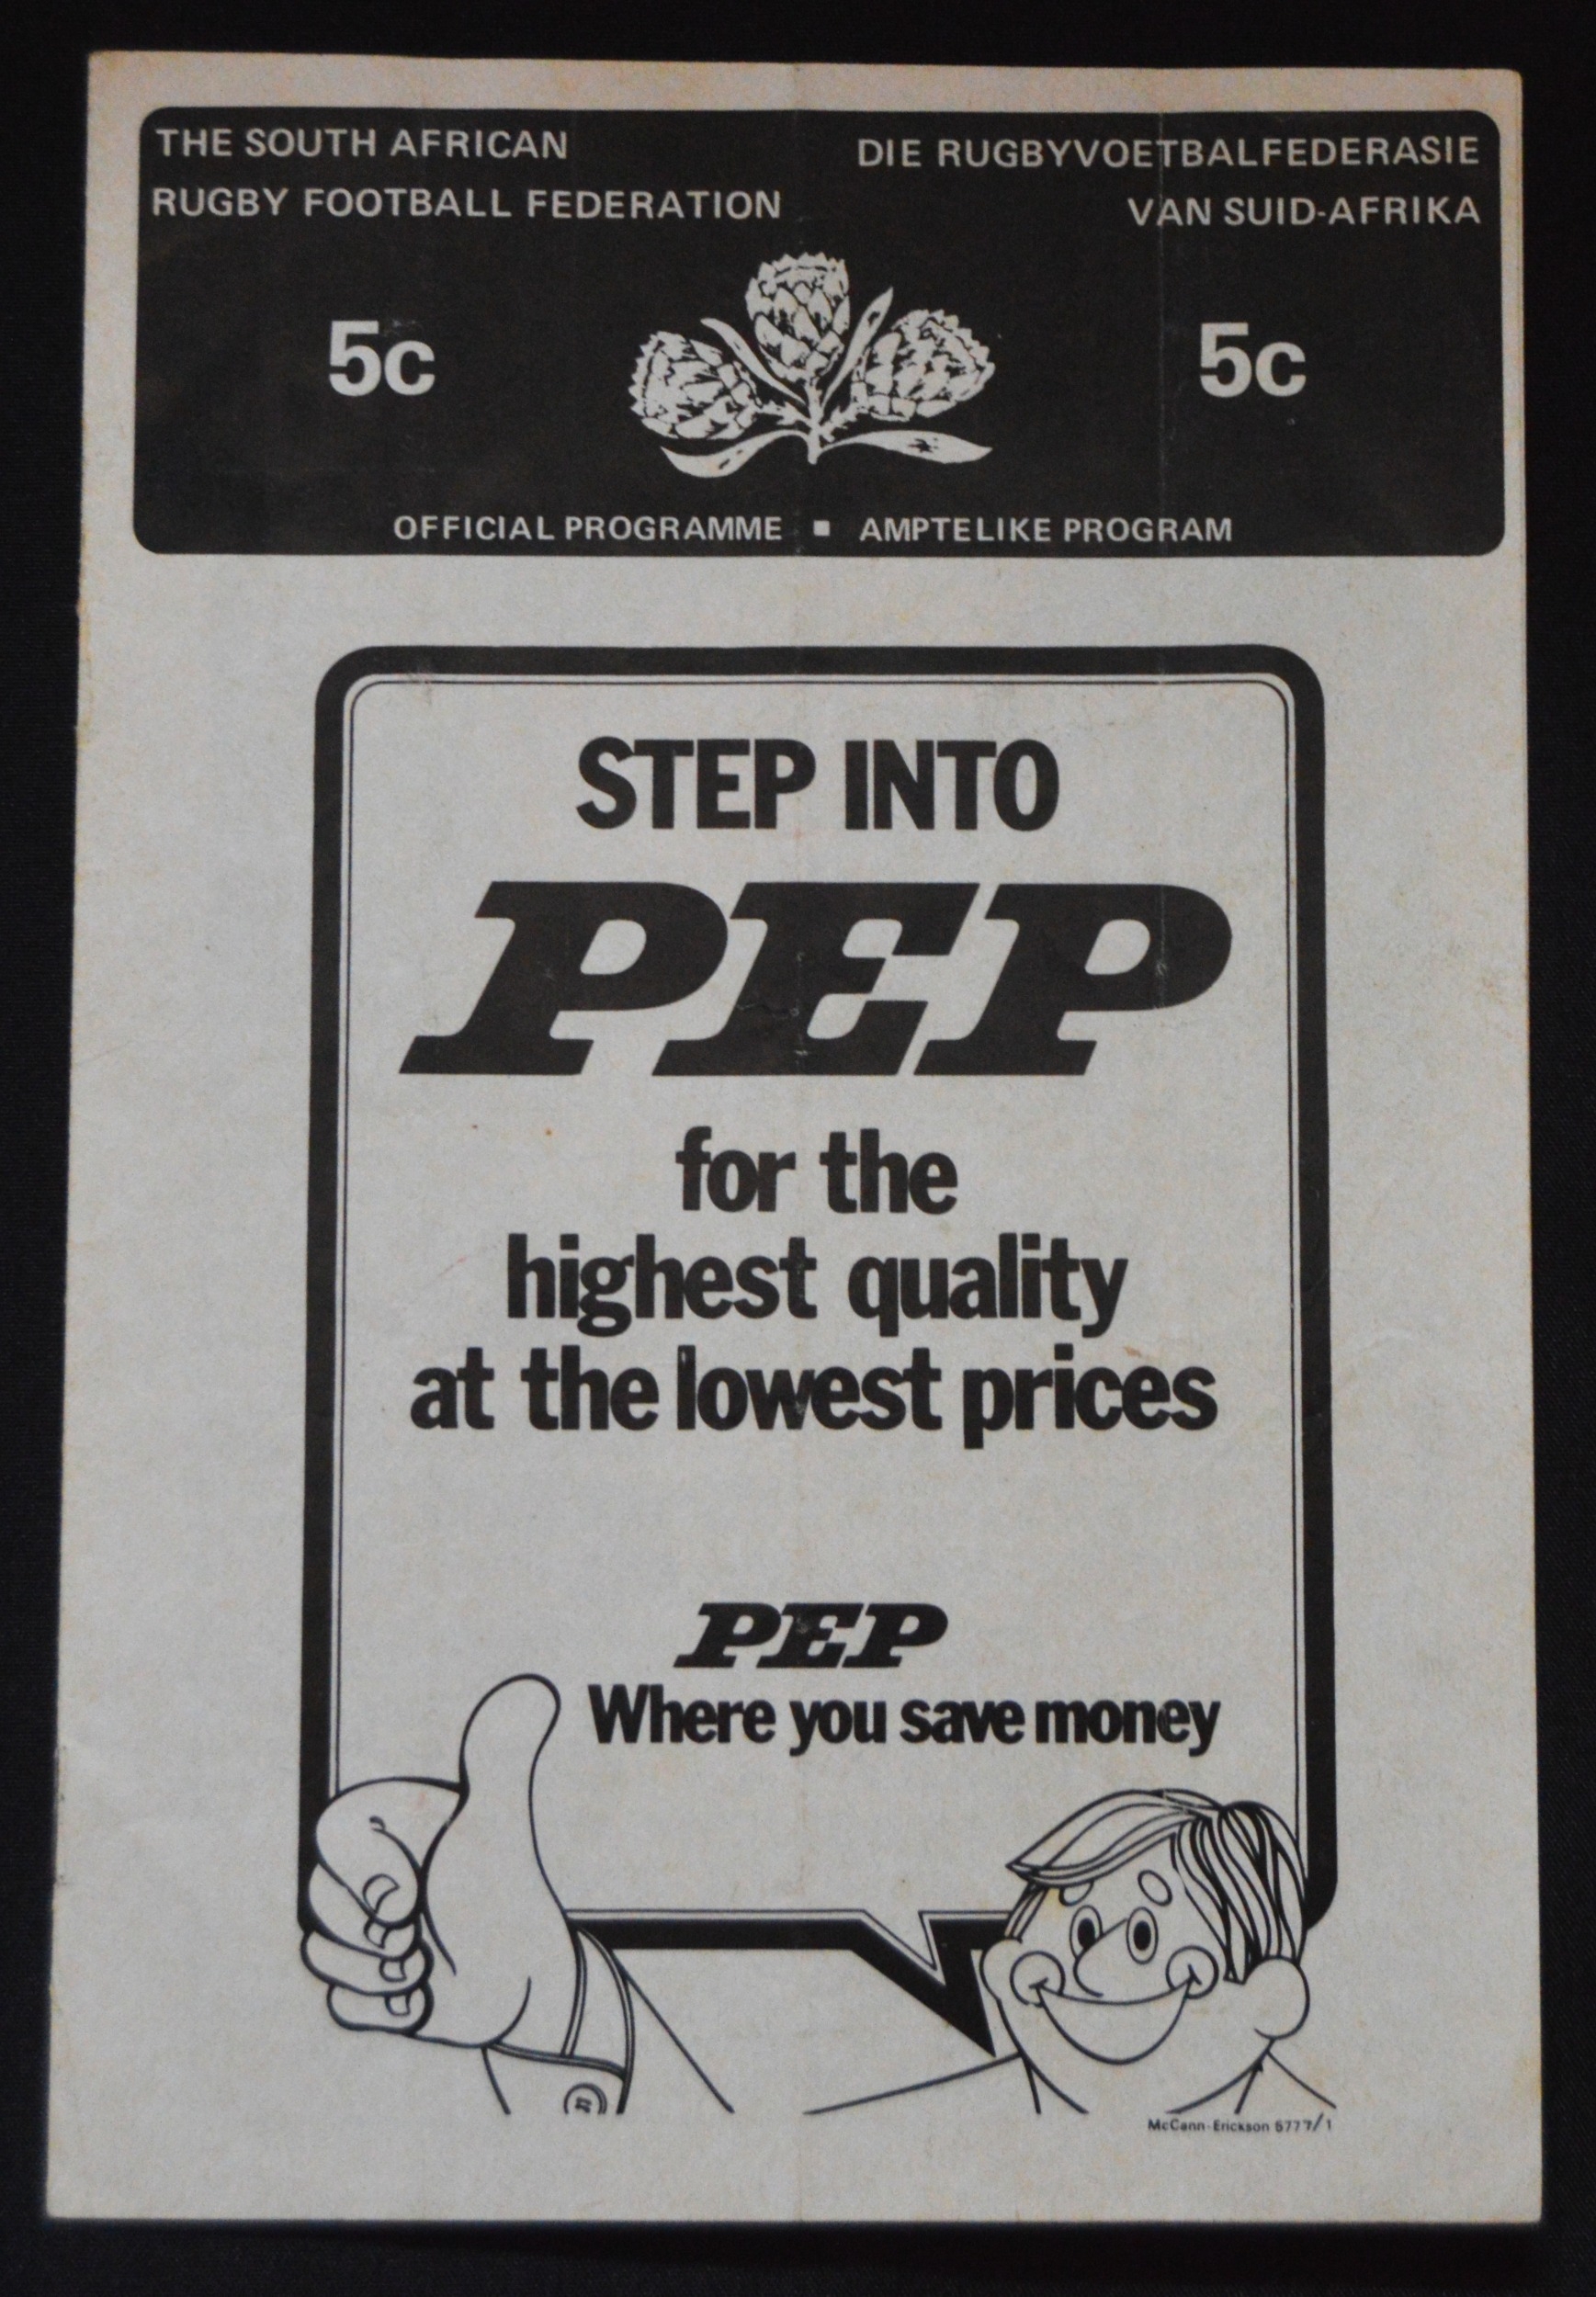 THE SOUTH AFRICAN
RUGBY FOOTBALL FEDERATION
DIE RUGBYVOETBALFEDERASIE
VAN SUID-AFRIKA
5c
5c
OFFICIAL PROGRAMME ▪ AMPTELIKE PROGRAM
STEP INTO
PEP
for the
highest quality
at the lowest prices
PEP
Where you save money
McCann-Erickson 6777/1